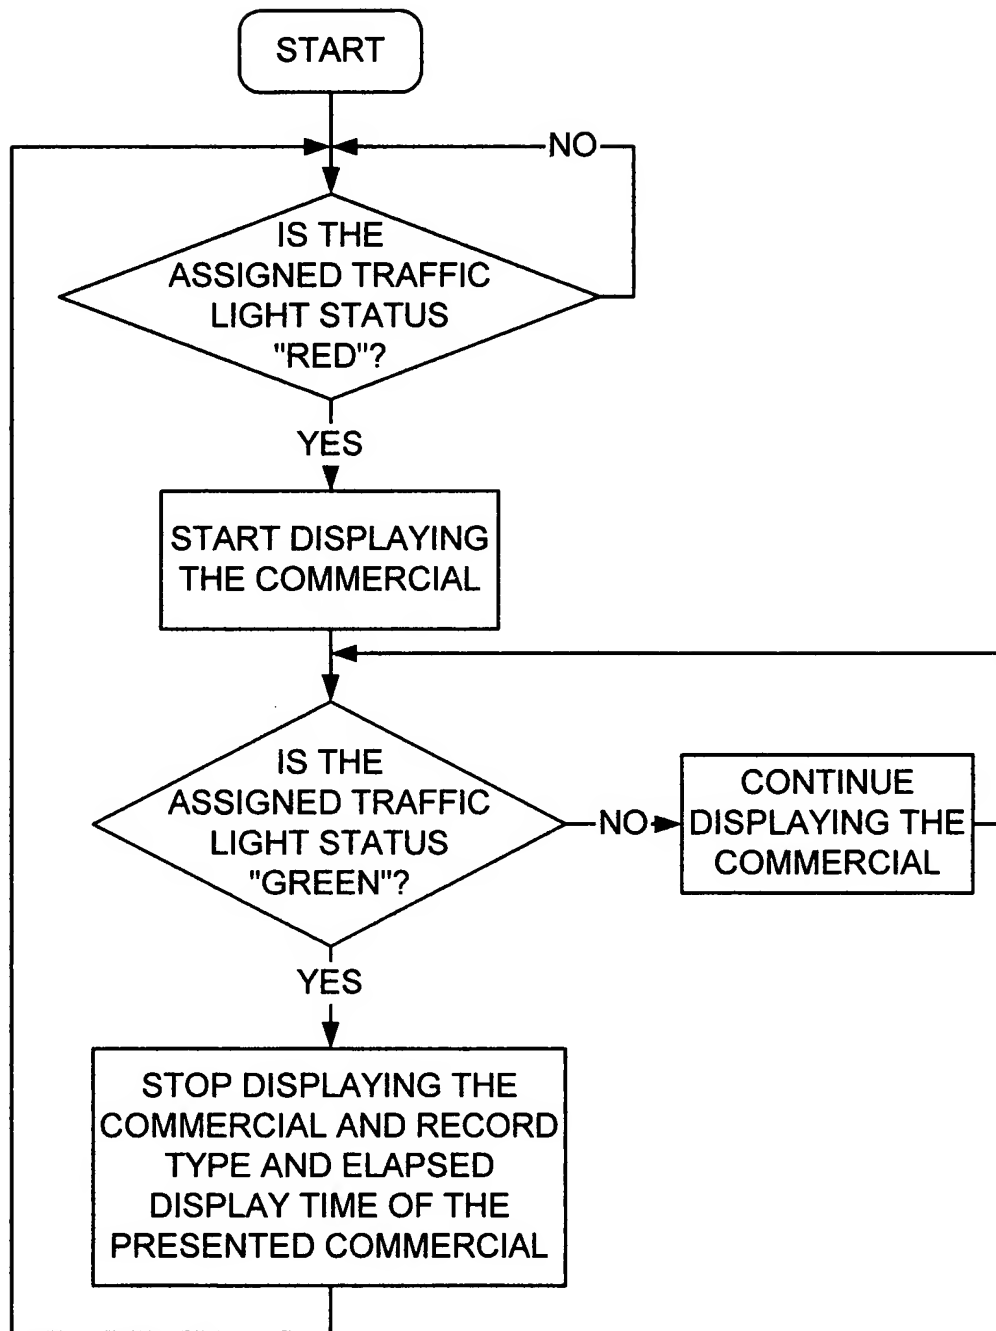 START
NO
IS THE
ASSIGNED TRAFFIC
LIGHT STATUS
"RED"?
YES
START DISPLAYING
THE COMMERCIAL
IS THE
ASSIGNED TRAFFIC
LIGHT STATUS
"GREEN"?
NO
CONTINUE
DISPLAYING THE
COMMERCIAL
YES
STOP DISPLAYING THE
COMMERCIAL AND RECORD
TYPE AND ELAPSED
DISPLAY TIME OF THE
PRESENTED COMMERCIAL